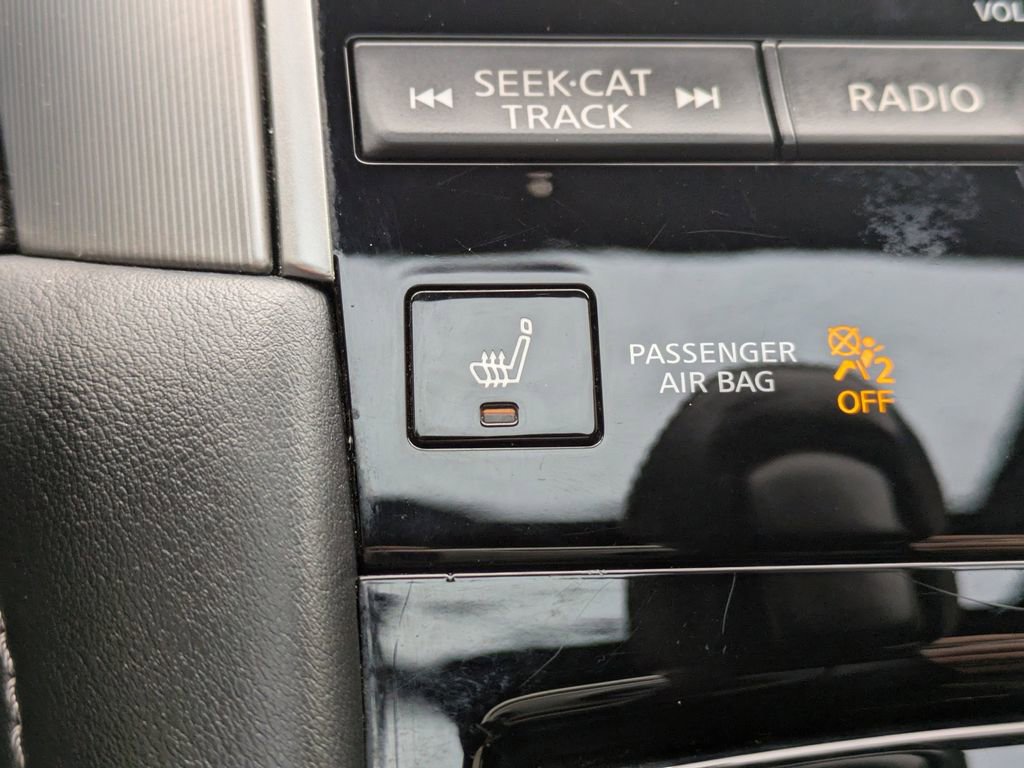 VOL
SEEK·CAT
TRACK
RADIO
PASSENGER
AIR BAG
2
OFF